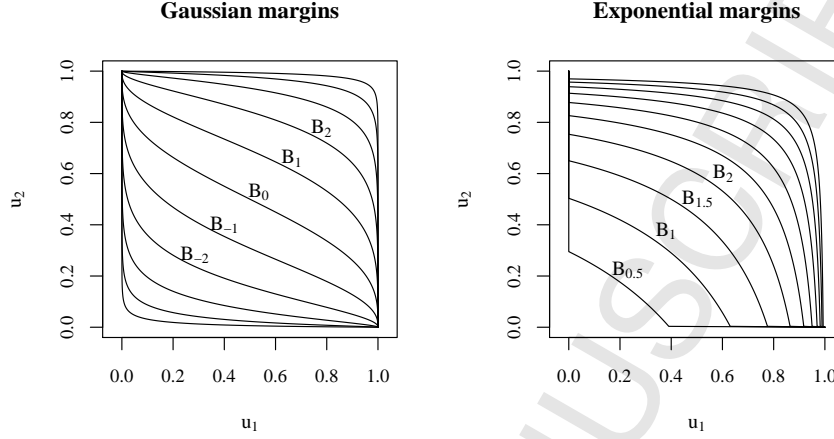 Gaussian margins
1.0
0.8
0.6
0.4
0.2
0.0
u₂
B₂
B₁
B₀
B₋₁
B₋₂
0.0 0.2 0.4 0.6 0.8 1.0
u₁
Exponential margins
1.0
0.8
0.6
0.4
0.2
0.0
u₂
B₂
B₁.₅
B₁
B₀.₅
0.0 0.2 0.4 0.6 0.8 1.0
u₁